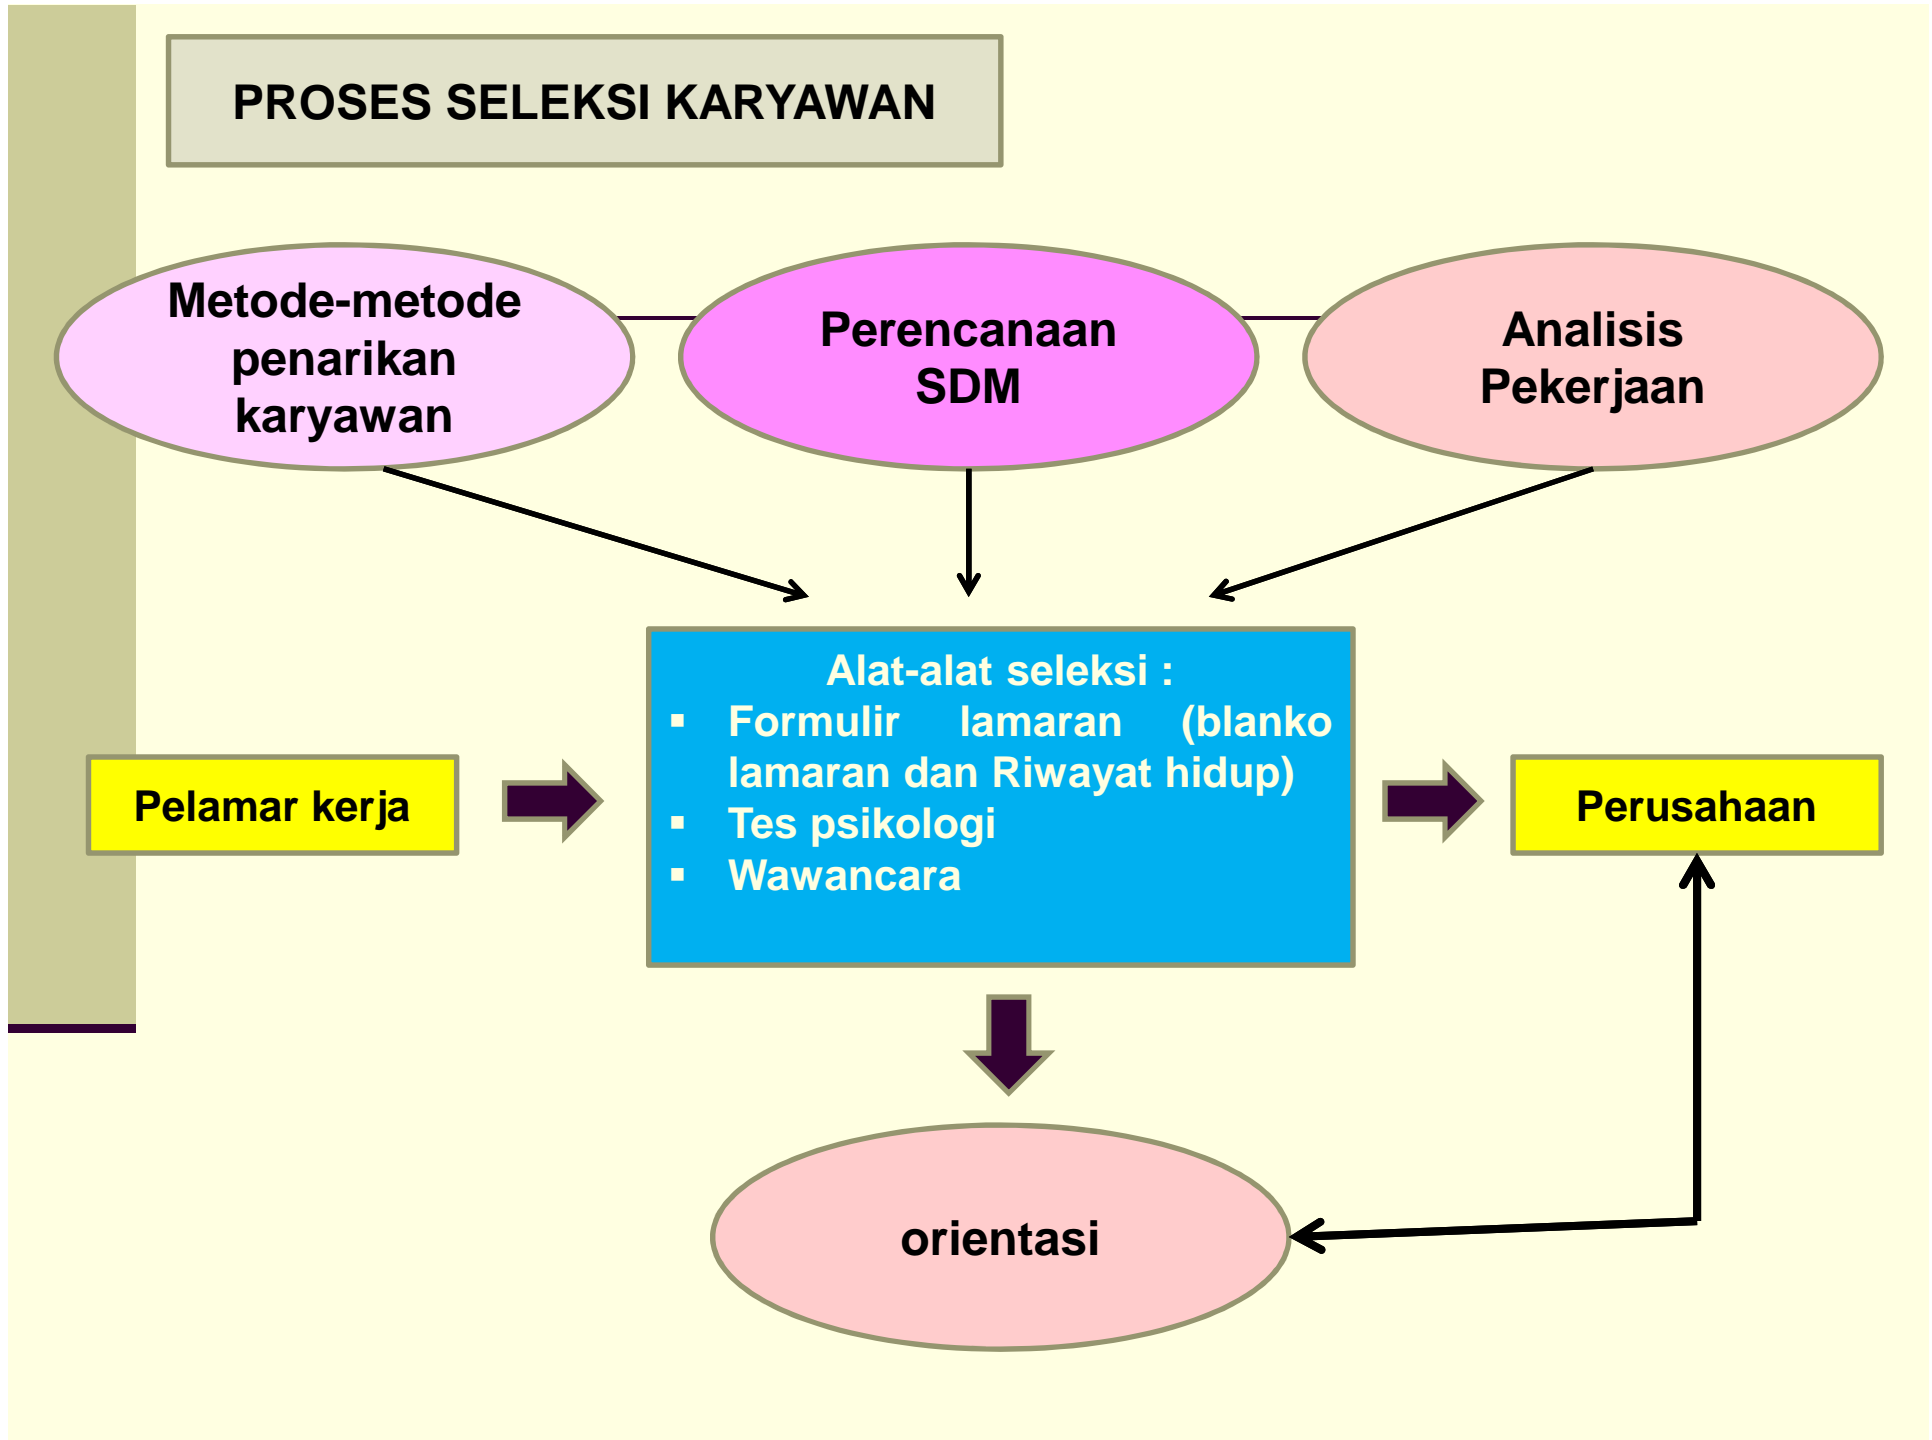 PROSES SELEKSI KARYAWAN
Metode-metode
penarikan
karyawan
Perencanaan
SDM
Analisis
Pekerjaan
Alat-alat seleksi :
▪ Formulir lamaran (blanko
lamaran dan Riwayat hidup)
▪ Tes psikologi
▪ Wawancara
Pelamar kerja
Perusahaan
orientasi